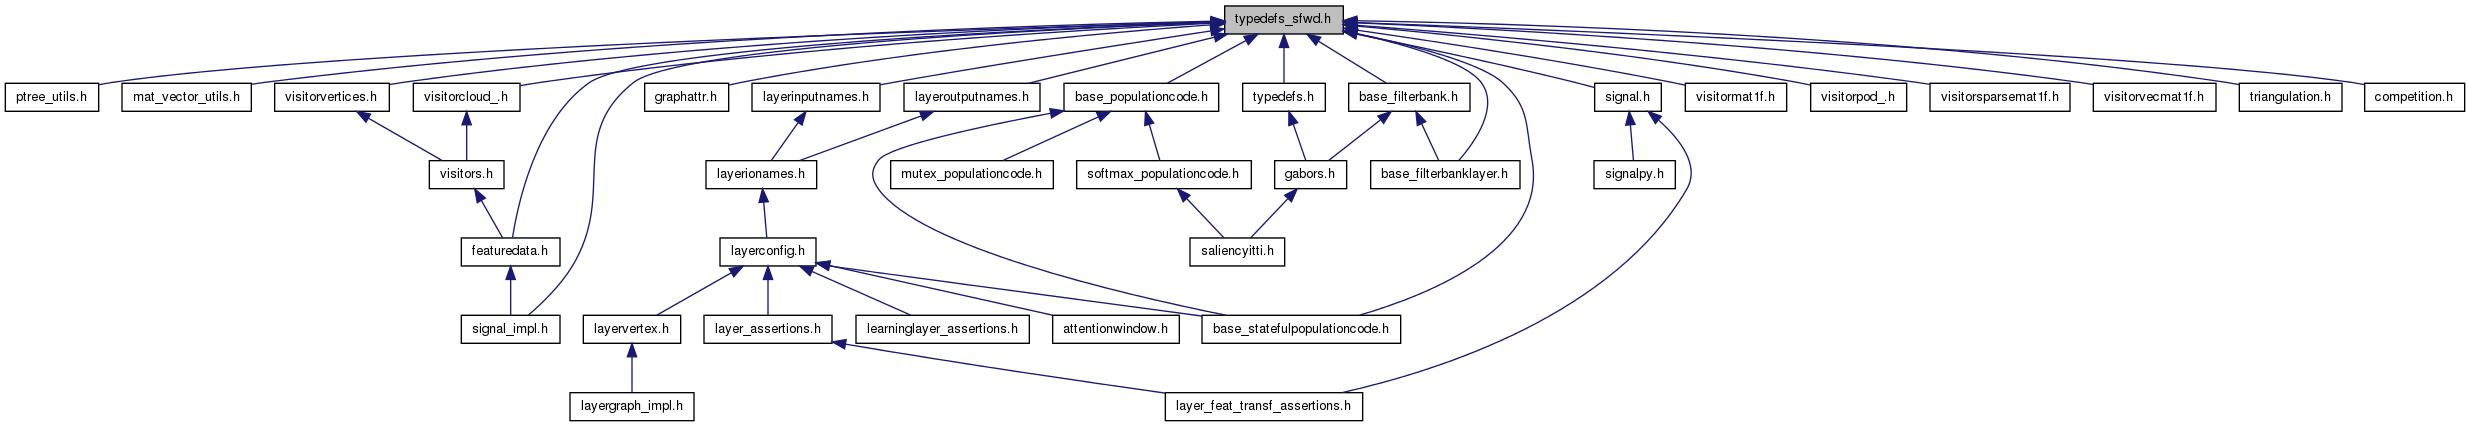 typedefs_sfwd.h
ptree_utils.h
mat_vector_utils.h
visitorvertices.h
visitorcloud_.h
graphattr.h
layerinputnames.h
layeroutputnames.h
base_populationcode.h
typedefs.h
base_filterbank.h
signal.h
visitormat1f.h
visitorpod_.h
visitorsparsemat1f.h
visitorvecmat1f.h
triangulation.h
competition.h
visitors.h
layerionames.h
mutex_populationcode.h
softmax_populationcode.h
gabors.h
base_filterbanklayer.h
signalpy.h
featuredata.h
layerconfig.h
saliencyitti.h
signal_impl.h
layervertex.h
layer_assertions.h
learninglayer_assertions.h
attentionwindow.h
base_statefulpopulationcode.h
layergraph_impl.h
layer_feat_transf_assertions.h